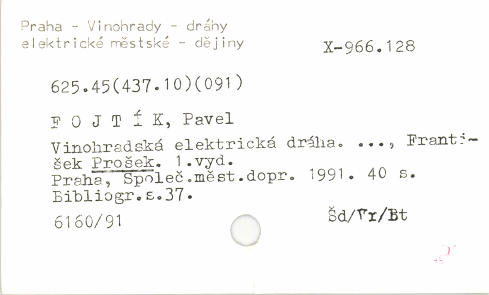 Praha - Vinohrady - dráhy
elektrické městské - dějiny
X-966.128
625.45(437.10)(091)
F O J T Í K, Pavel
Vinohradská elektrická dráha. ..., Franti-
šek Prošek. 1.vyd.
Praha, Společ.měst.dopr. 1991. 40 s.
Bibliogr.s.37.
6160/91
Šd/Vr/Bt